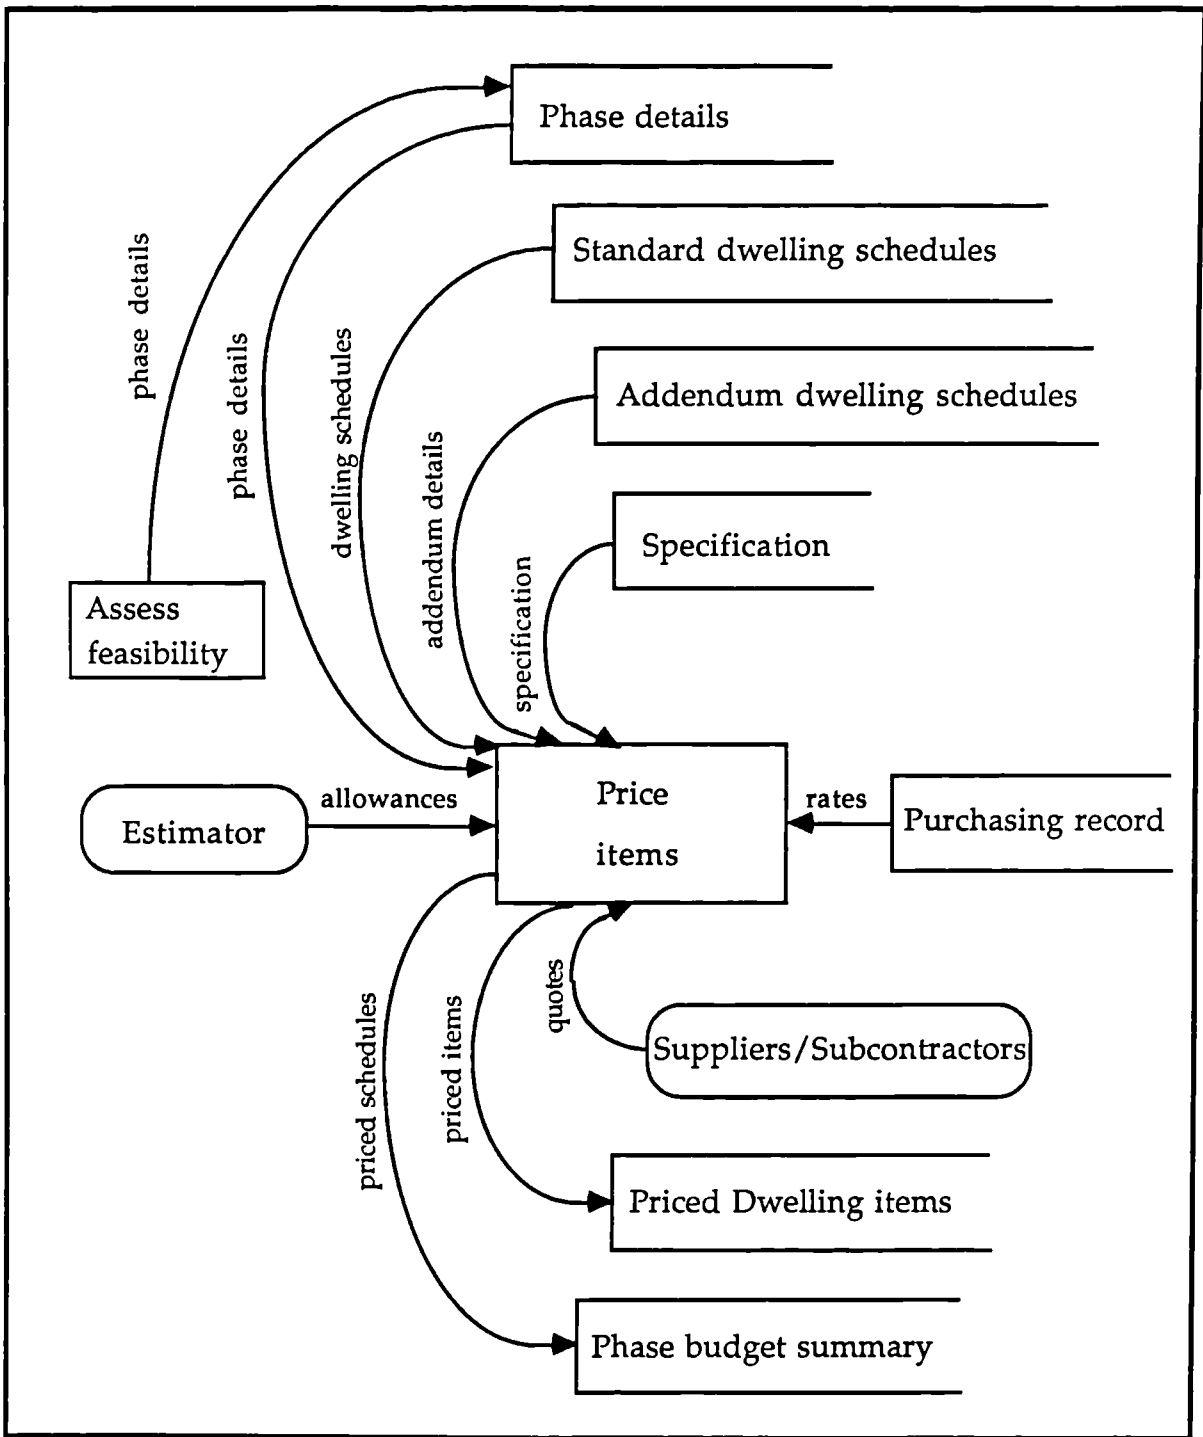 Phase details
Standard dwelling schedules
Addendum dwelling schedules
Specification
phase details
phase details
dwelling schedules
addendum details
specification
Assess
feasibility
Price
items
Estimator
allowances
rates
Purchasing record
priced schedules
priced items
quotes
Suppliers/Subcontractors
Priced Dwelling items
Phase budget summary